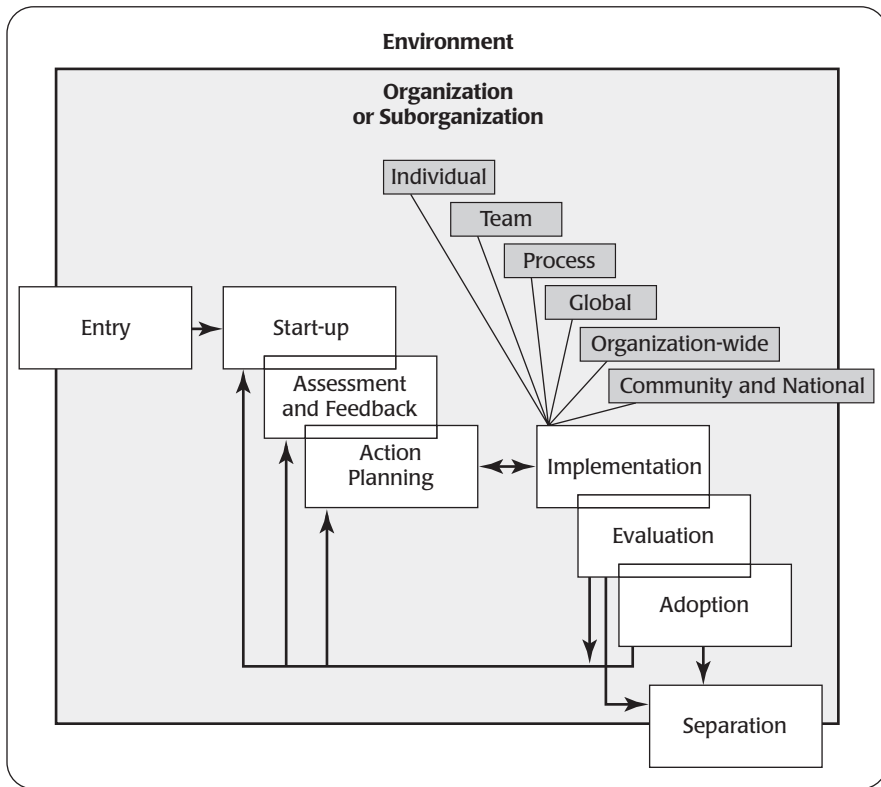 Environment
Organization
or Suborganization
Individual
Team
Process
Global
Organization-wide
Community and National
Entry
Start-up
Assessment
and Feedback
Action
Planning
Implementation
Evaluation
Adoption
Separation